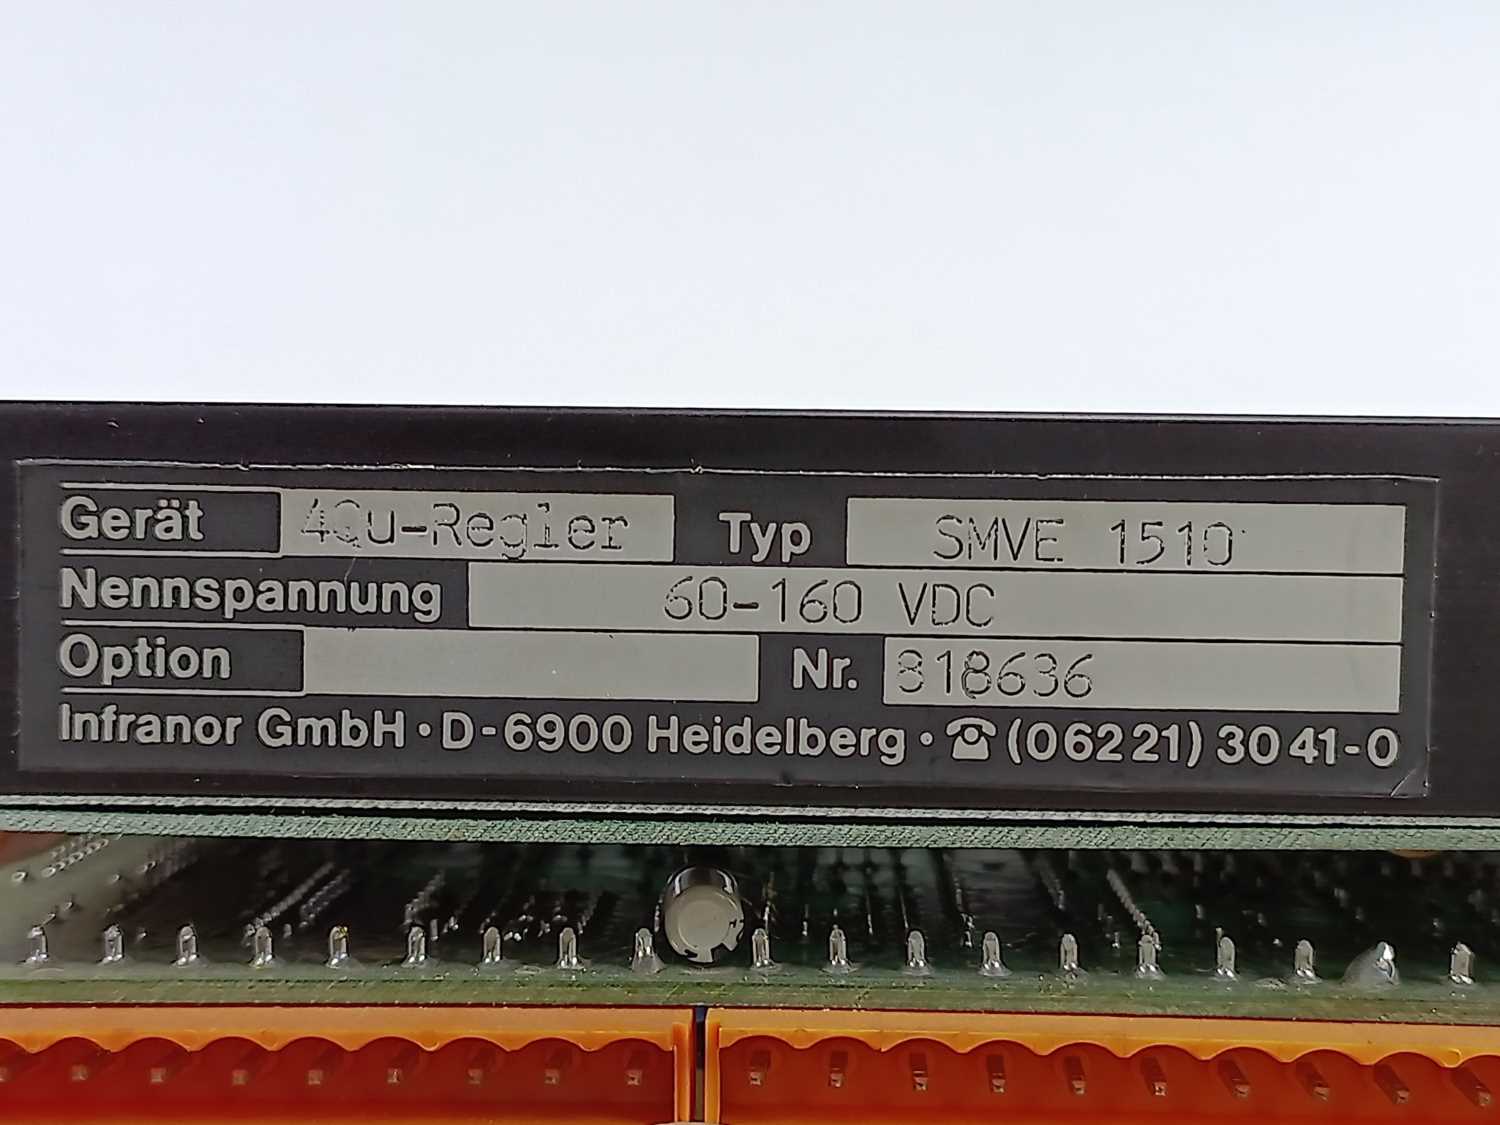 Gerät 4Qu-Regler Typ SMVE 1510
Nennspannung 60-160 VDC
Option Nr. 818636
Infranor GmbH · D-6900 Heidelberg · ☎ (06221) 3041-0